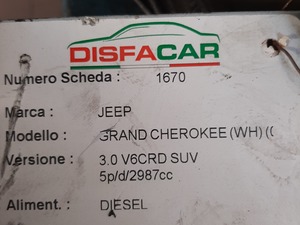 DISFACAR
Numero Scheda : 1670
Marca : JEEP
Modello : GRAND CHEROKEE (WH) (
Versione : 3.0 V6CRD SUV
5p/d/2987cc
Aliment. : DIESEL